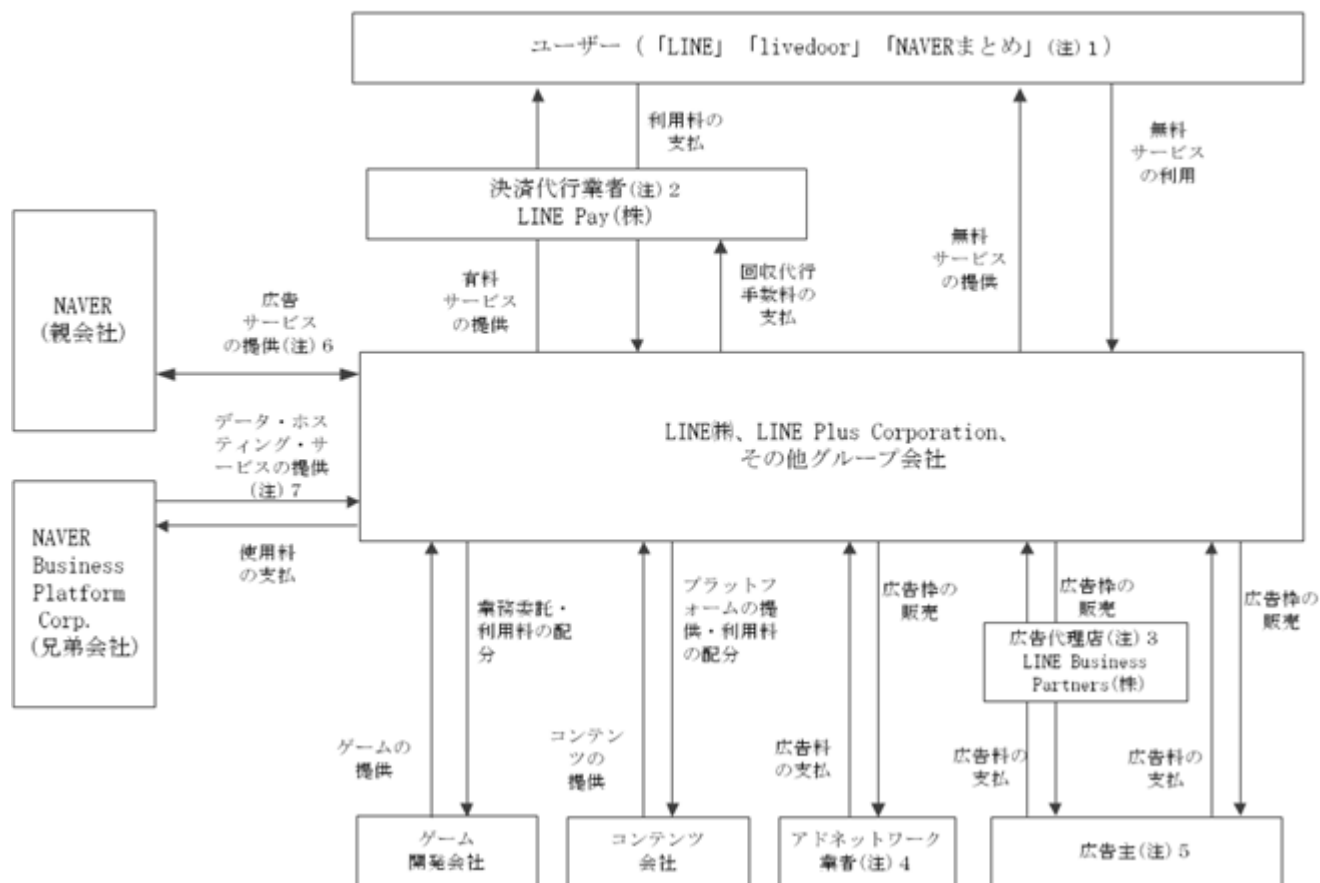 ユーザー（「LINE」「livedoor」「NAVERまとめ」(注)1）
利用料の
支払
無料
サービス
の利用
決済代行業者(注)2
LINE Pay(株)
有料
サービス
の提供
回収代行
手数料の
支払
無料
サービス
の提供
NAVER
(親会社)
広告
サービス
の提供(注)6
データ・ホス
ティング・サ
ービスの提供
(注)7
LINE㈱、LINE Plus Corporation、
その他グループ会社
NAVER
Business
Platform
Corp.
(兄弟会社)
使用料
の支払
業務委託・
利用料の配
分
プラットフ
ォームの提
供・利用料
の配分
広告枠の
販売
広告枠の
販売
広告枠の
販売
広告代理店(注)3
LINE Business
Partners(株)
ゲームの
提供
コンテン
ツの
提供
広告料
の支払
広告料の
支払
広告料の
支払
ゲーム
開発会社
コンテンツ
会社
アドネットワーク
業者(注)4
広告主(注)5